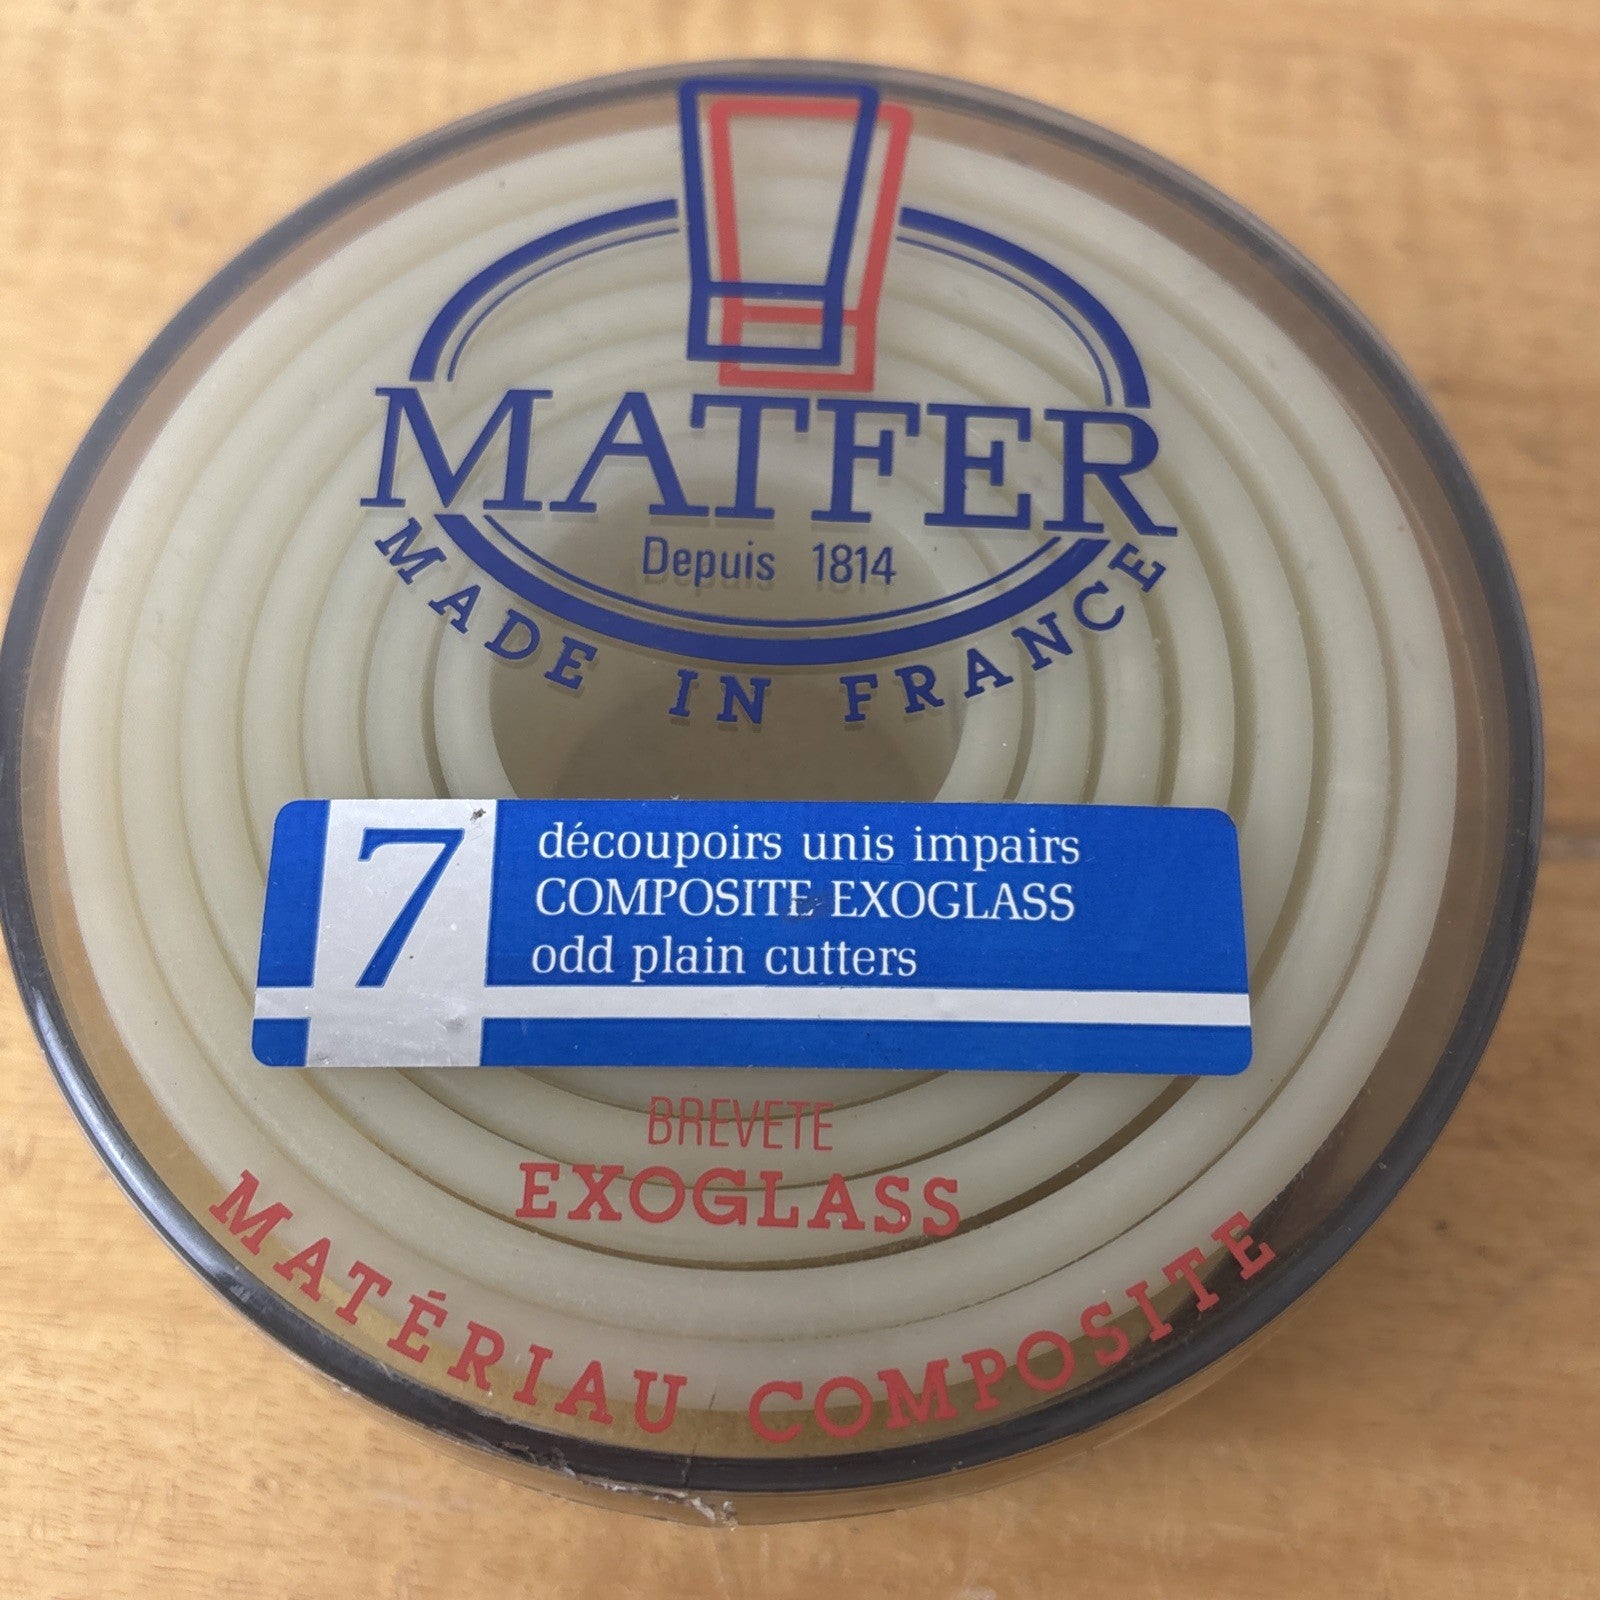 MATFER
Depuis 1814
MADE IN FRANCE
7
découpoirs unis impairs
COMPOSITE EXOGLASS
odd plain cutters
BREVETE
EXOGLASS
MATÉRIAU COMPOSITE